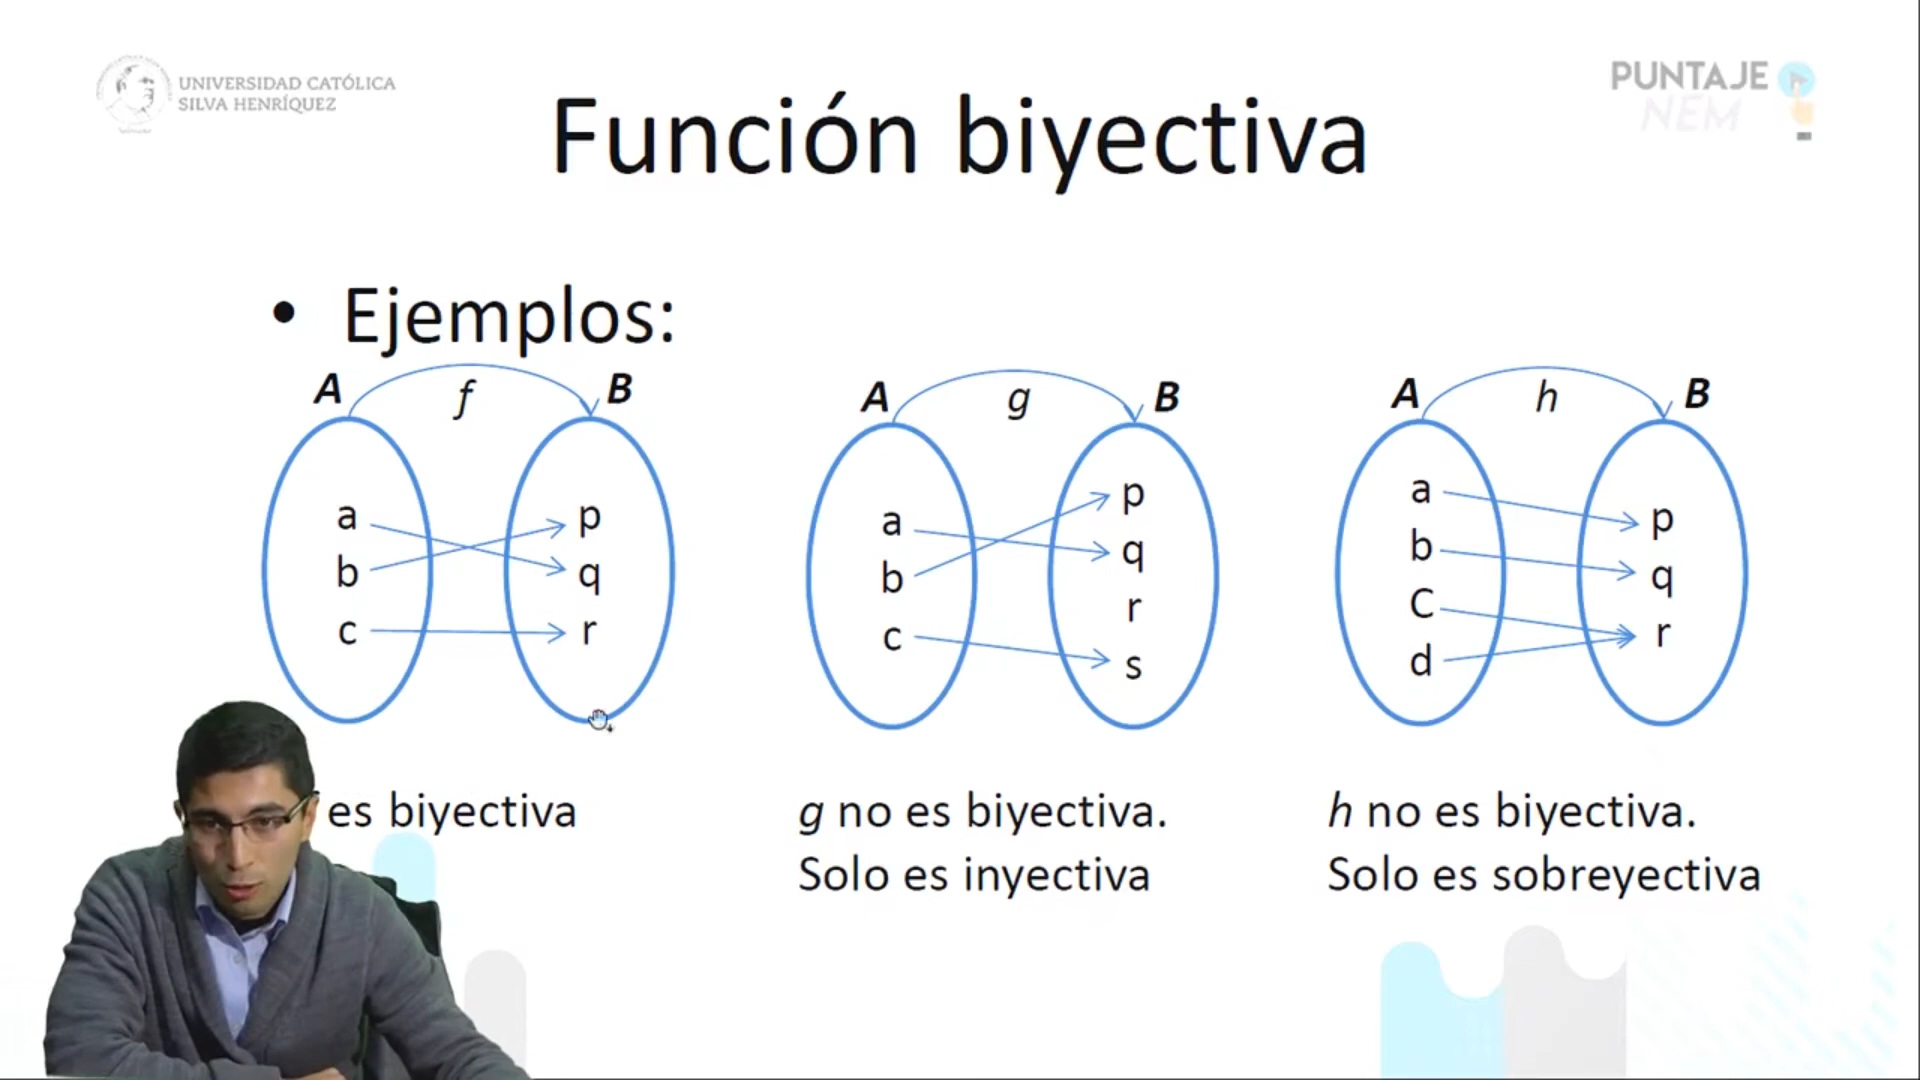 UNIVERSIDAD CATÓLICA
SILVA HENRÍQUEZ
PUNTAJE
NEM
Función biyectiva
• Ejemplos:
A f B
a p
b q
c r
es biyectiva
A g B
a p
b q
c r
s
g no es biyectiva.
Solo es inyectiva
A h B
a p
b q
C r
d
h no es biyectiva.
Solo es sobreyectiva